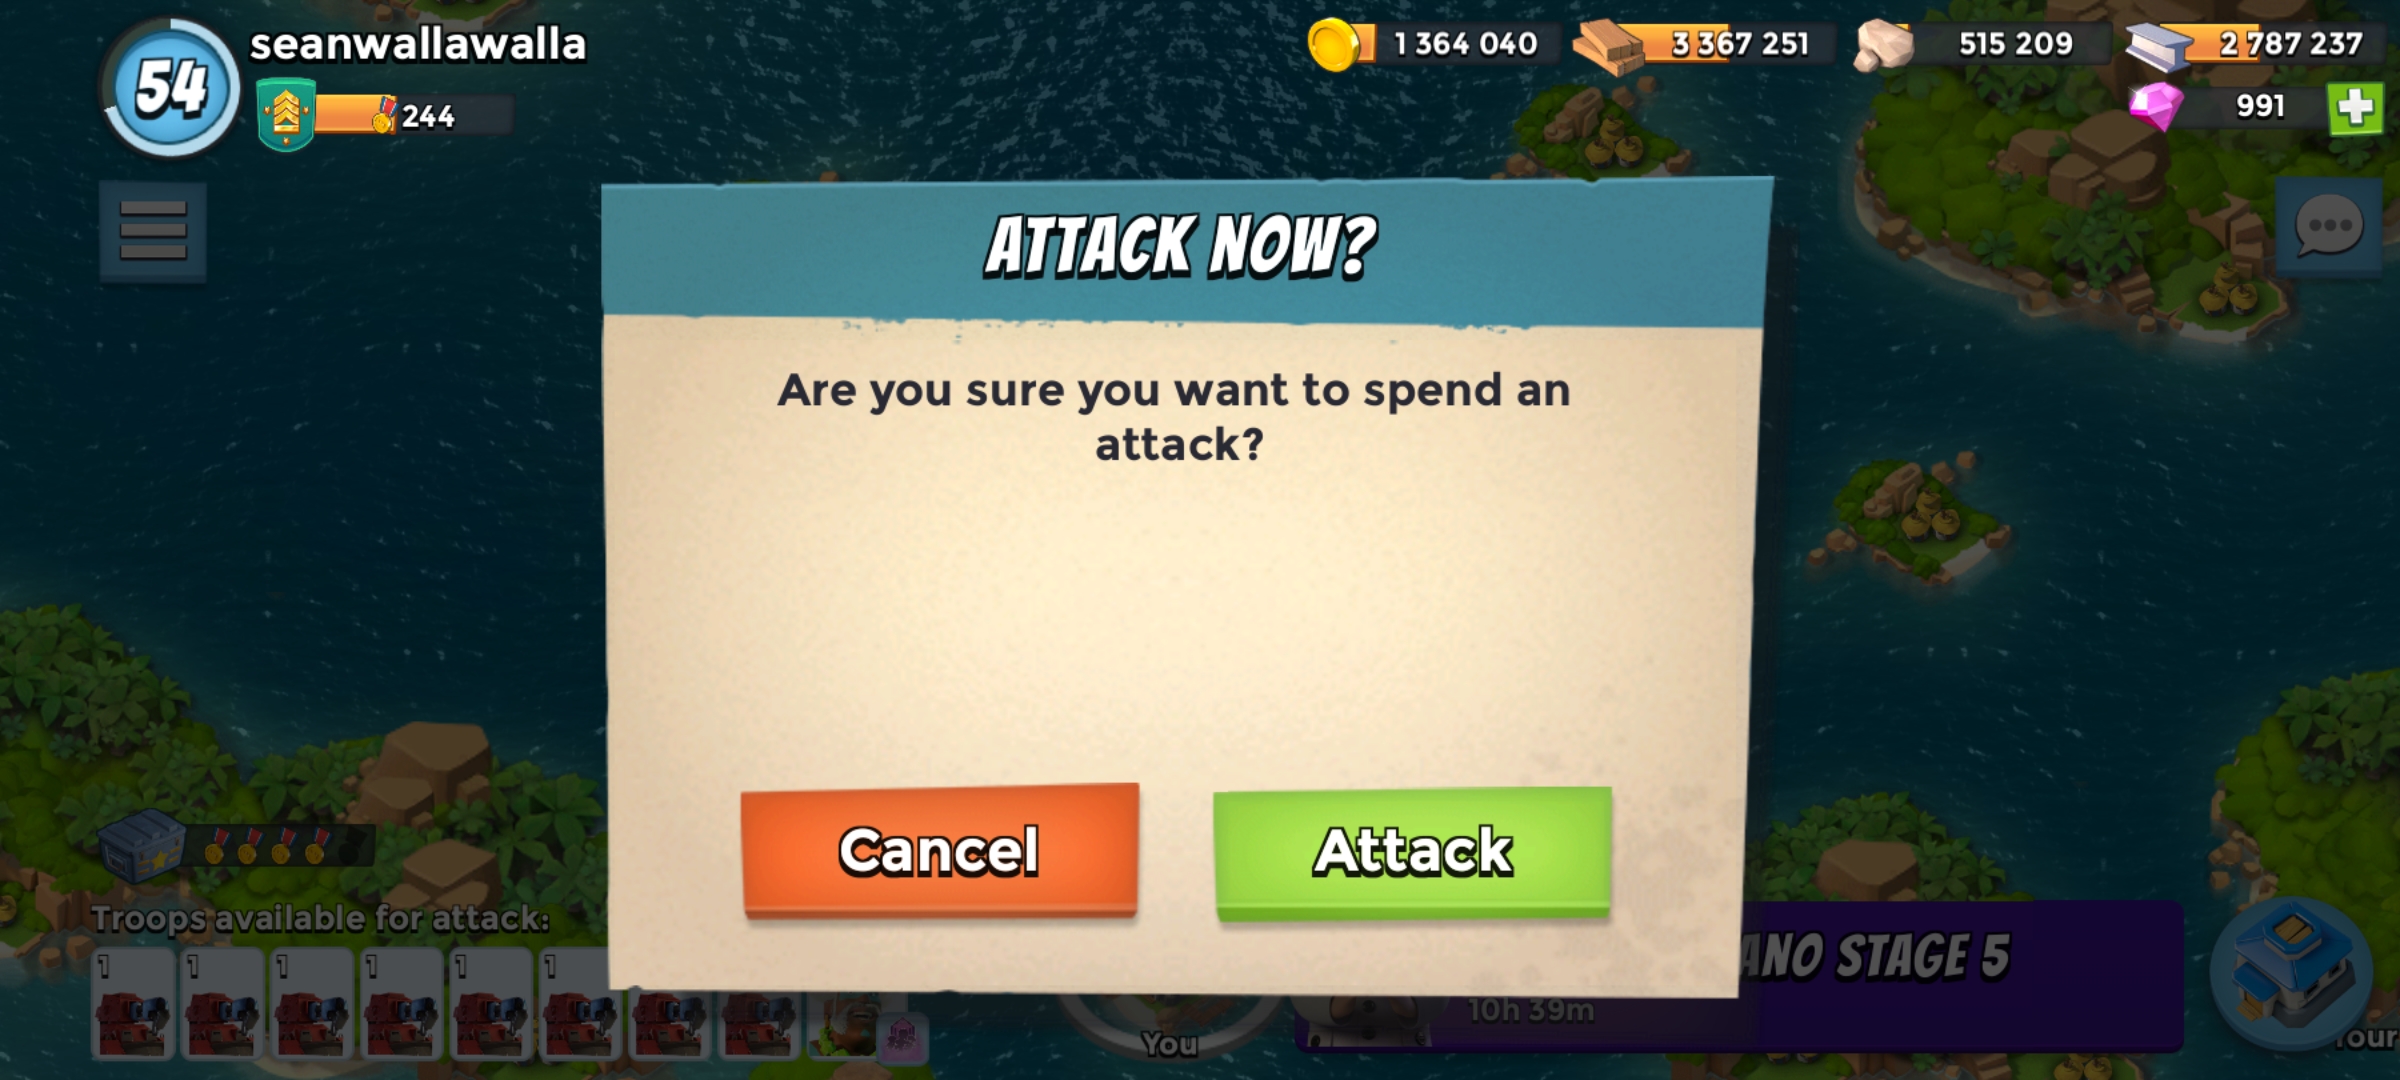 54
seanwallawalla
244
1 364 040
3 367 251
515 209
2 787 237
991
ATTACK NOW?
Are you sure you want to spend an
attack?
Cancel
Attack
Troops available for attack:
1 1 1 1 1 1
You
STAGE 5
10h 39m